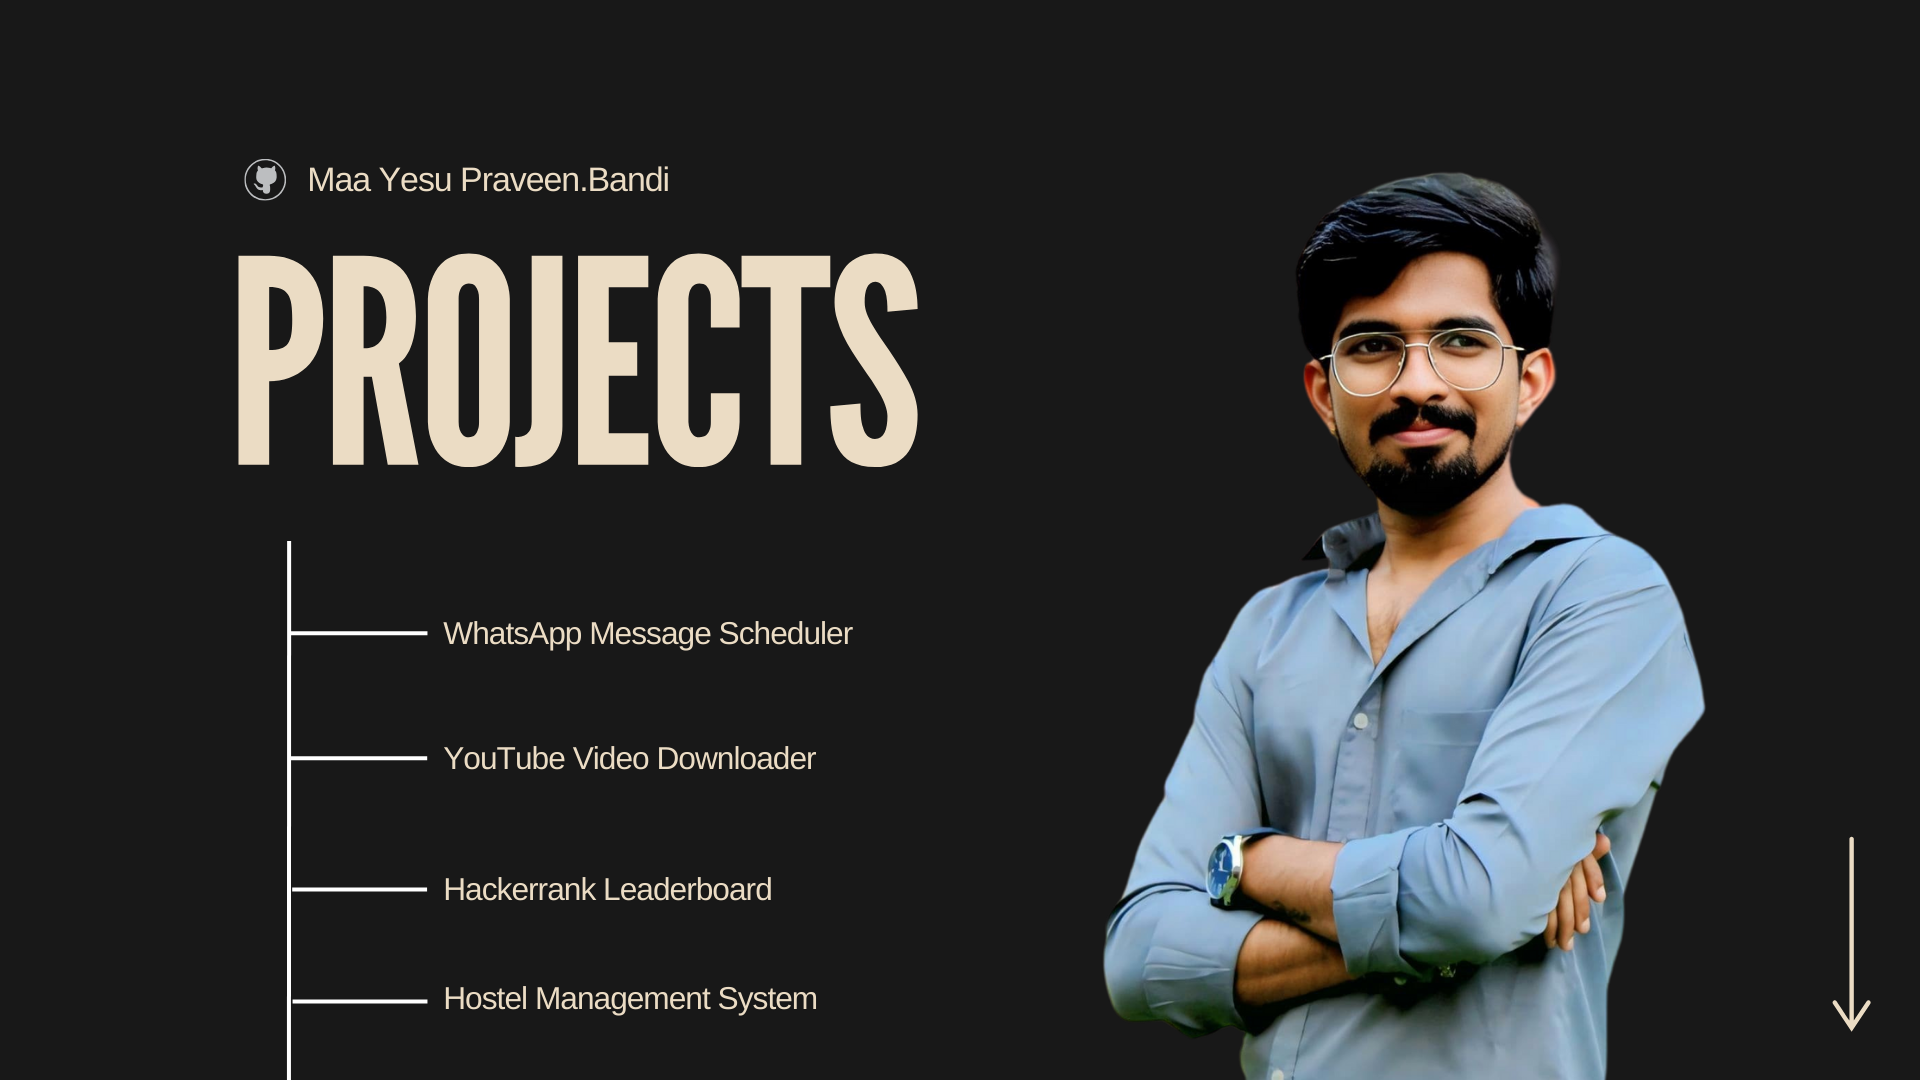 Maa Yesu Praveen.Bandi
PROJECTS
WhatsApp Message Scheduler
YouTube Video Downloader
Hackerrank Leaderboard
Hostel Management System